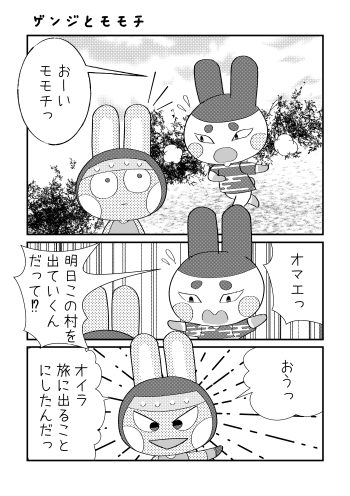 ゲンジとモモチ
おーい
モモチっ
オマエっ
明日この村を
出ていくん
だって!?
おうっ
オイラ
旅に出ること
にしたんだっ